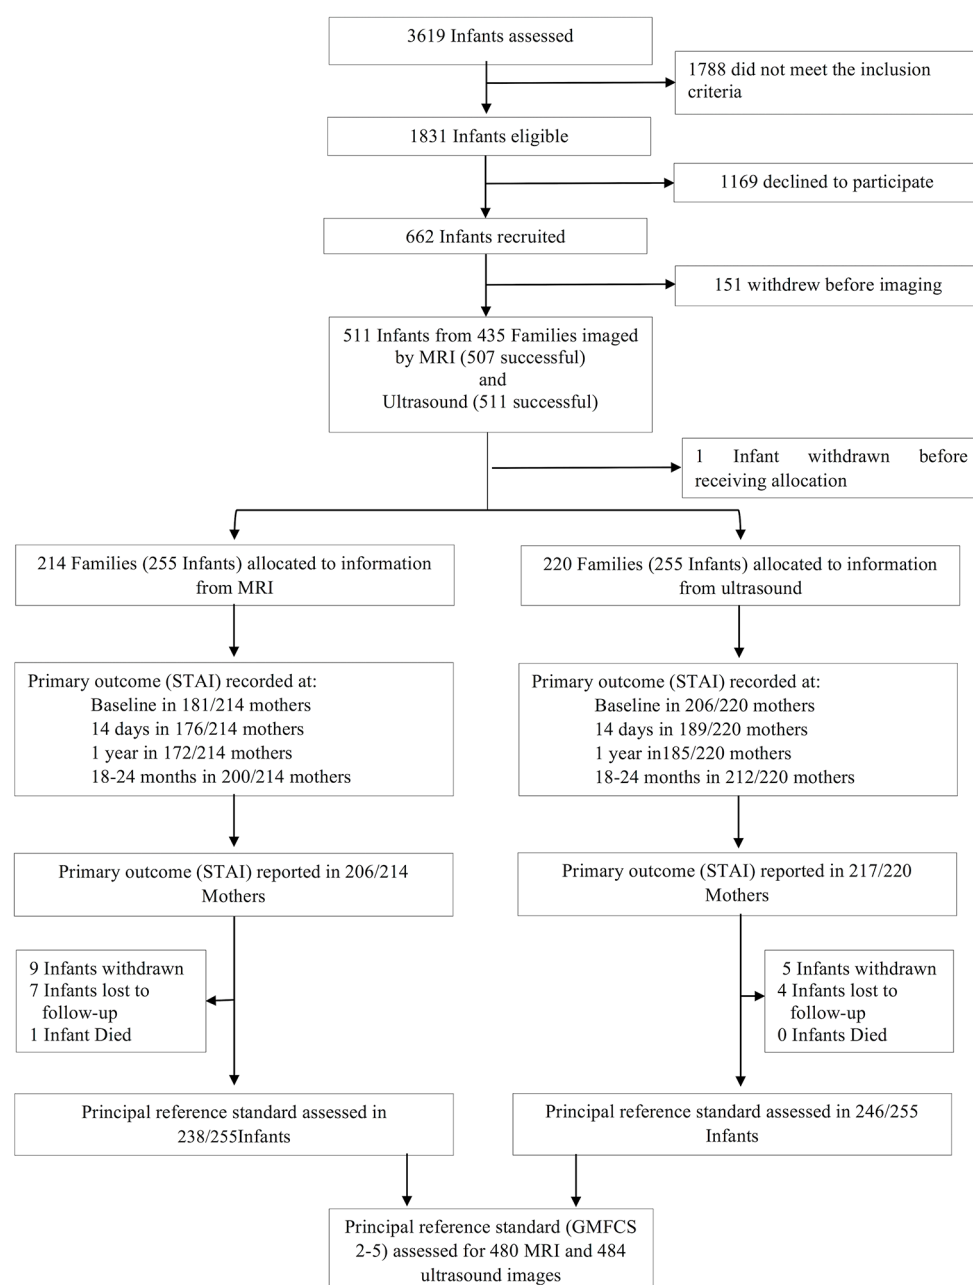 3619 Infants assessed
1788 did not meet the inclusion
criteria
1831 Infants eligible
1169 declined to participate
662 Infants recruited
151 withdrew before imaging
511 Infants from 435 Families imaged
by MRI (507 successful)
and
Ultrasound (511 successful)
1 Infant withdrawn before
receiving allocation
214 Families (255 Infants) allocated to information
from MRI
220 Families (255 Infants) allocated to information
from ultrasound
Primary outcome (STAI) recorded at:
Baseline in 181/214 mothers
14 days in 176/214 mothers
1 year in 172/214 mothers
18-24 months in 200/214 mothers
Primary outcome (STAI) recorded at:
Baseline in 206/220 mothers
14 days in 189/220 mothers
1 year in185/220 mothers
18-24 months in 212/220 mothers
Primary outcome (STAI) reported in 206/214
Mothers
Primary outcome (STAI) reported in 217/220
Mothers
9 Infants withdrawn
7 Infants lost to
follow-up
1 Infant Died
5 Infants withdrawn
4 Infants lost to
follow-up
0 Infants Died
Principal reference standard assessed in
238/255Infants
Principal reference standard assessed in 246/255
Infants
Principal reference standard (GMFCS
2-5) assessed for 480 MRI and 484
ultrasound images